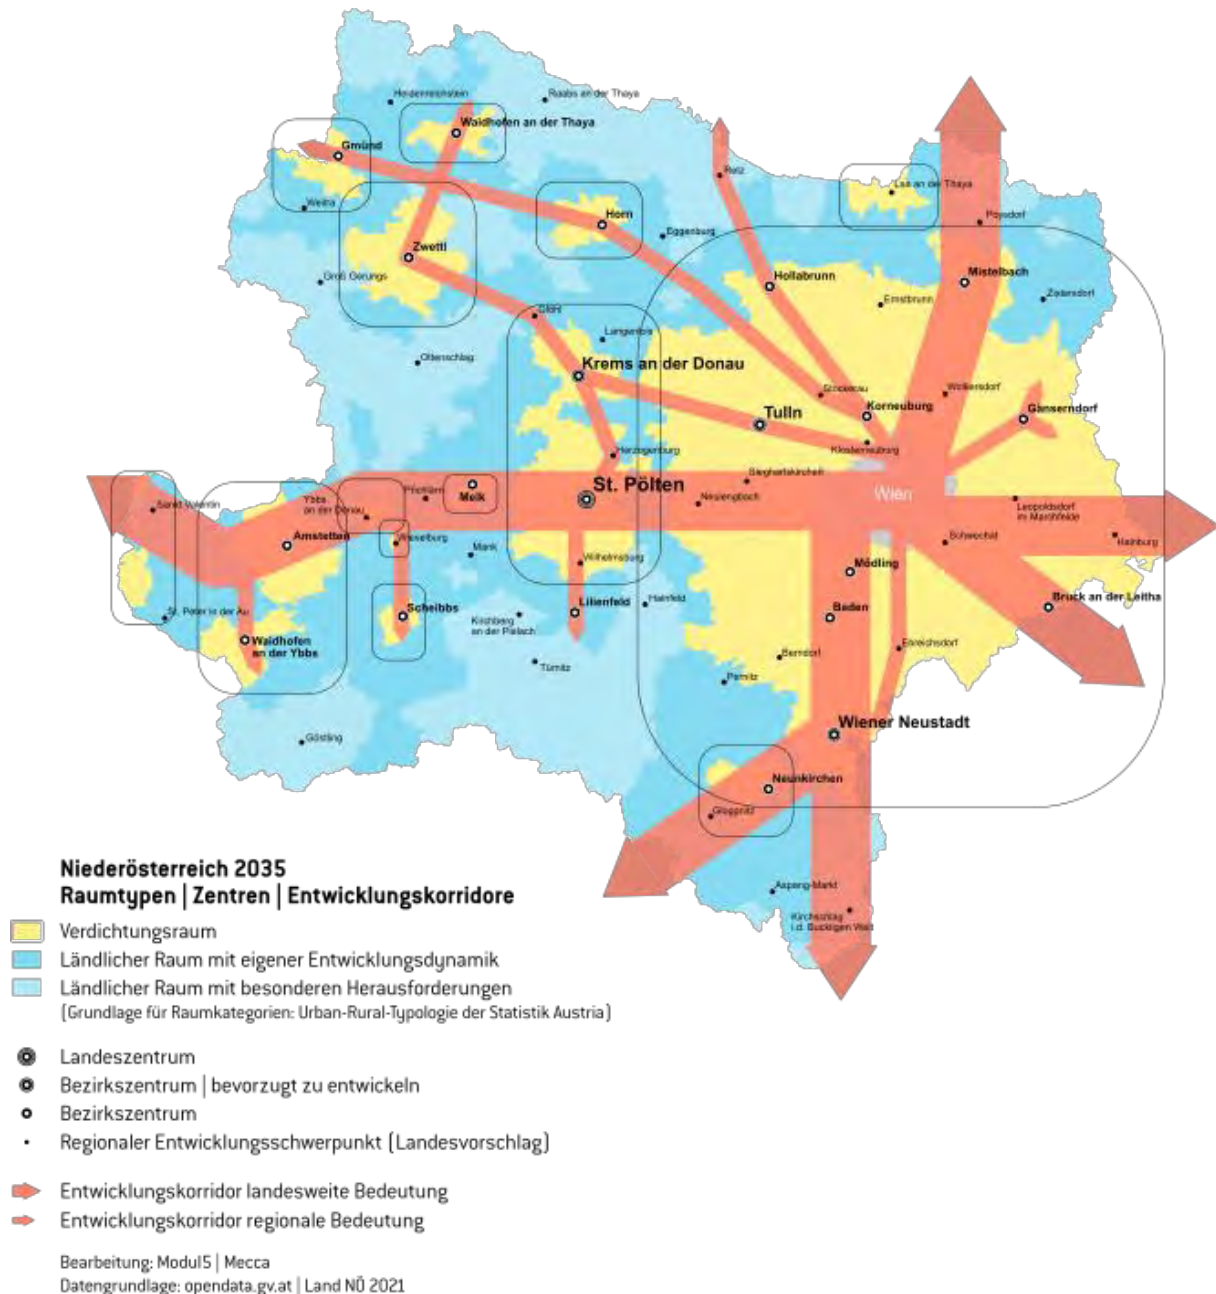 Heidenreichstein
Raabs an der Thaya
Waidhofen an der Thaya
Gmünd
Retz
Laa an der Thaya
Weitra
Horn
Poysdorf
Eggenburg
Zwettl
Groß Gerungs
Hollabrunn
Mistelbach
Ernstbrunn
Zistersdorf
Gföhl
Langenlois
Ottenschlag
Krems an der Donau
Stockerau
Wolkersdorf
Tulln
Korneuburg
Gänserndorf
Klosterneuburg
Herzogenburg
Sieghartskirchen
St. Pölten
Wien
Pöchlarn
Melk
Neulengbach
Sankt Valentin
Ybbs
an der Donau
Leopoldsdorf
im Marchfelde
Amstetten
Wieselburg
Schwechat
Hainburg
Mank
Wilhelmsburg
Mödling
St. Peter in der Au
Scheibbs
Lilienfeld
Hainfeld
Baden
Bruck an der Leitha
Kirchberg
an der Pielach
Waidhofen
an der Ybbs
Ebreichsdorf
Berndorf
Türnitz
Pernitz
Wiener Neustadt
Göstling
Neunkirchen
Gloggnitz
Aspang-Markt
Kirchschlag
i.d. Buckligen Welt
Niederösterreich 2035
Raumtypen | Zentren | Entwicklungskorridore
Verdichtungsraum
Ländlicher Raum mit eigener Entwicklungsdynamik
Ländlicher Raum mit besonderen Herausforderungen
(Grundlage für Raumkategorien: Urban-Rural-Typologie der Statistik Austria)
Landeszentrum
Bezirkszentrum | bevorzugt zu entwickeln
Bezirkszentrum
Regionaler Entwicklungsschwerpunkt (Landesvorschlag)
Entwicklungskorridor landesweite Bedeutung
Entwicklungskorridor regionale Bedeutung
Bearbeitung: Modul5 | Mecca
Datengrundlage: opendata.gv.at | Land NÖ 2021